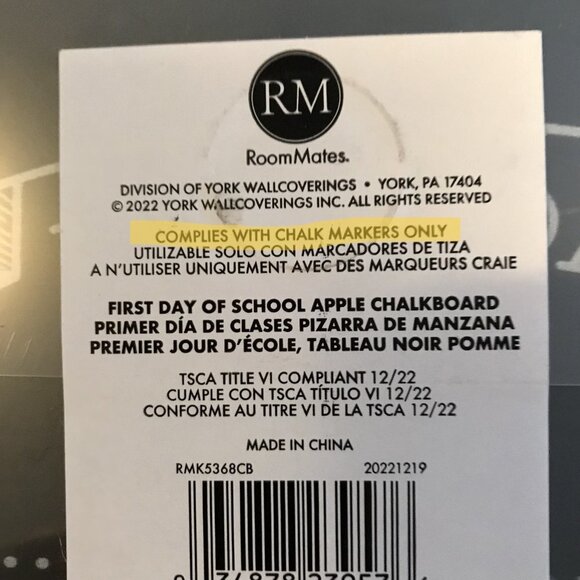 RM
RoomMates.
DIVISION OF YORK WALLCOVERINGS • YORK, PA 17404
© 2022 YORK WALLCOVERINGS INC. ALL RIGHTS RESERVED
COMPLIES WITH CHALK MARKERS ONLY
UTILIZABLE SOLO CON MARCADORES DE TIZA
A N'UTILISER UNIQUEMENT AVEC DES MARQUEURS CRAIE
FIRST DAY OF SCHOOL APPLE CHALKBOARD
PRIMER DÍA DE CLASES PIZARRA DE MANZANA
PREMIER JOUR D'ÉCOLE, TABLEAU NOIR POMME
TSCA TITLE VI COMPLIANT 12/22
CUMPLE CON TSCA TÍTULO VI 12/22
CONFORME AU TITRE VI DE LA TSCA 12/22
MADE IN CHINA
RMK5368CB 20221219